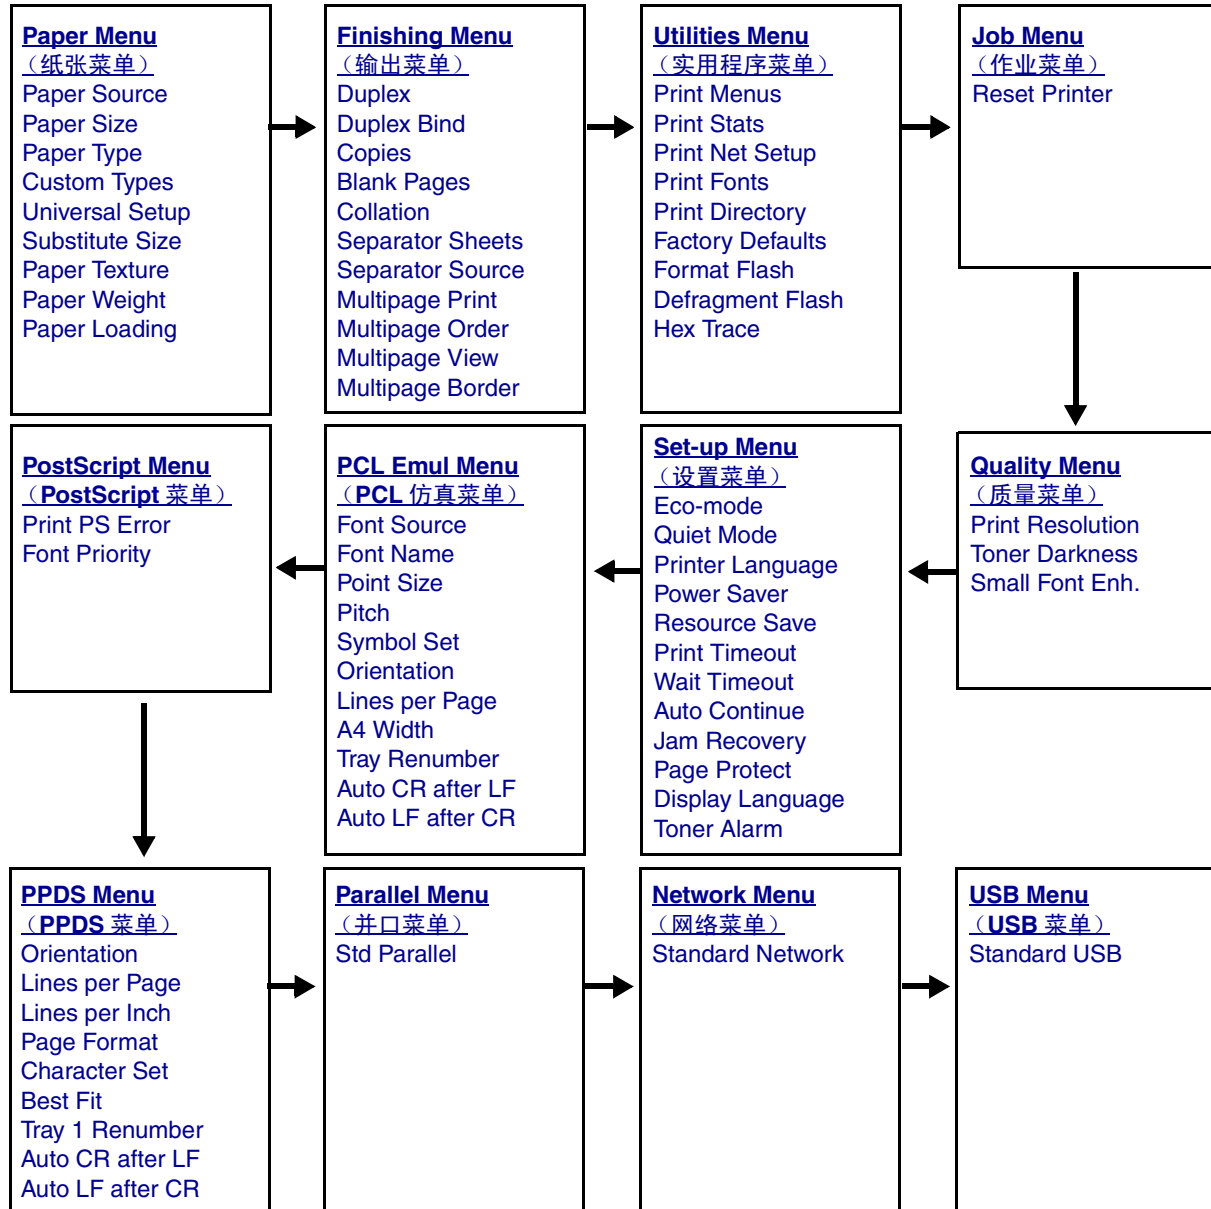 Paper Menu
（纸张菜单）
Paper Source
Paper Size
Paper Type
Custom Types
Universal Setup
Substitute Size
Paper Texture
Paper Weight
Paper Loading
Finishing Menu
（输出菜单）
Duplex
Duplex Bind
Copies
Blank Pages
Collation
Separator Sheets
Separator Source
Multipage Print
Multipage Order
Multipage View
Multipage Border
Utilities Menu
（实用程序菜单）
Print Menus
Print Stats
Print Net Setup
Print Fonts
Print Directory
Factory Defaults
Format Flash
Defragment Flash
Hex Trace
Job Menu
（作业菜单）
Reset Printer
PostScript Menu
（PostScript 菜单）
Print PS Error
Font Priority
PCL Emul Menu
（PCL 仿真菜单）
Font Source
Font Name
Point Size
Pitch
Symbol Set
Orientation
Lines per Page
A4 Width
Tray Renumber
Auto CR after LF
Auto LF after CR
Set-up Menu
（设置菜单）
Eco-mode
Quiet Mode
Printer Language
Power Saver
Resource Save
Print Timeout
Wait Timeout
Auto Continue
Jam Recovery
Page Protect
Display Language
Toner Alarm
Quality Menu
（质量菜单）
Print Resolution
Toner Darkness
Small Font Enh.
PPDS Menu
（PPDS 菜单）
Orientation
Lines per Page
Lines per Inch
Page Format
Character Set
Best Fit
Tray 1 Renumber
Auto CR after LF
Auto LF after CR
Parallel Menu
（并口菜单）
Std Parallel
Network Menu
（网络菜单）
Standard Network
USB Menu
（USB 菜单）
Standard USB